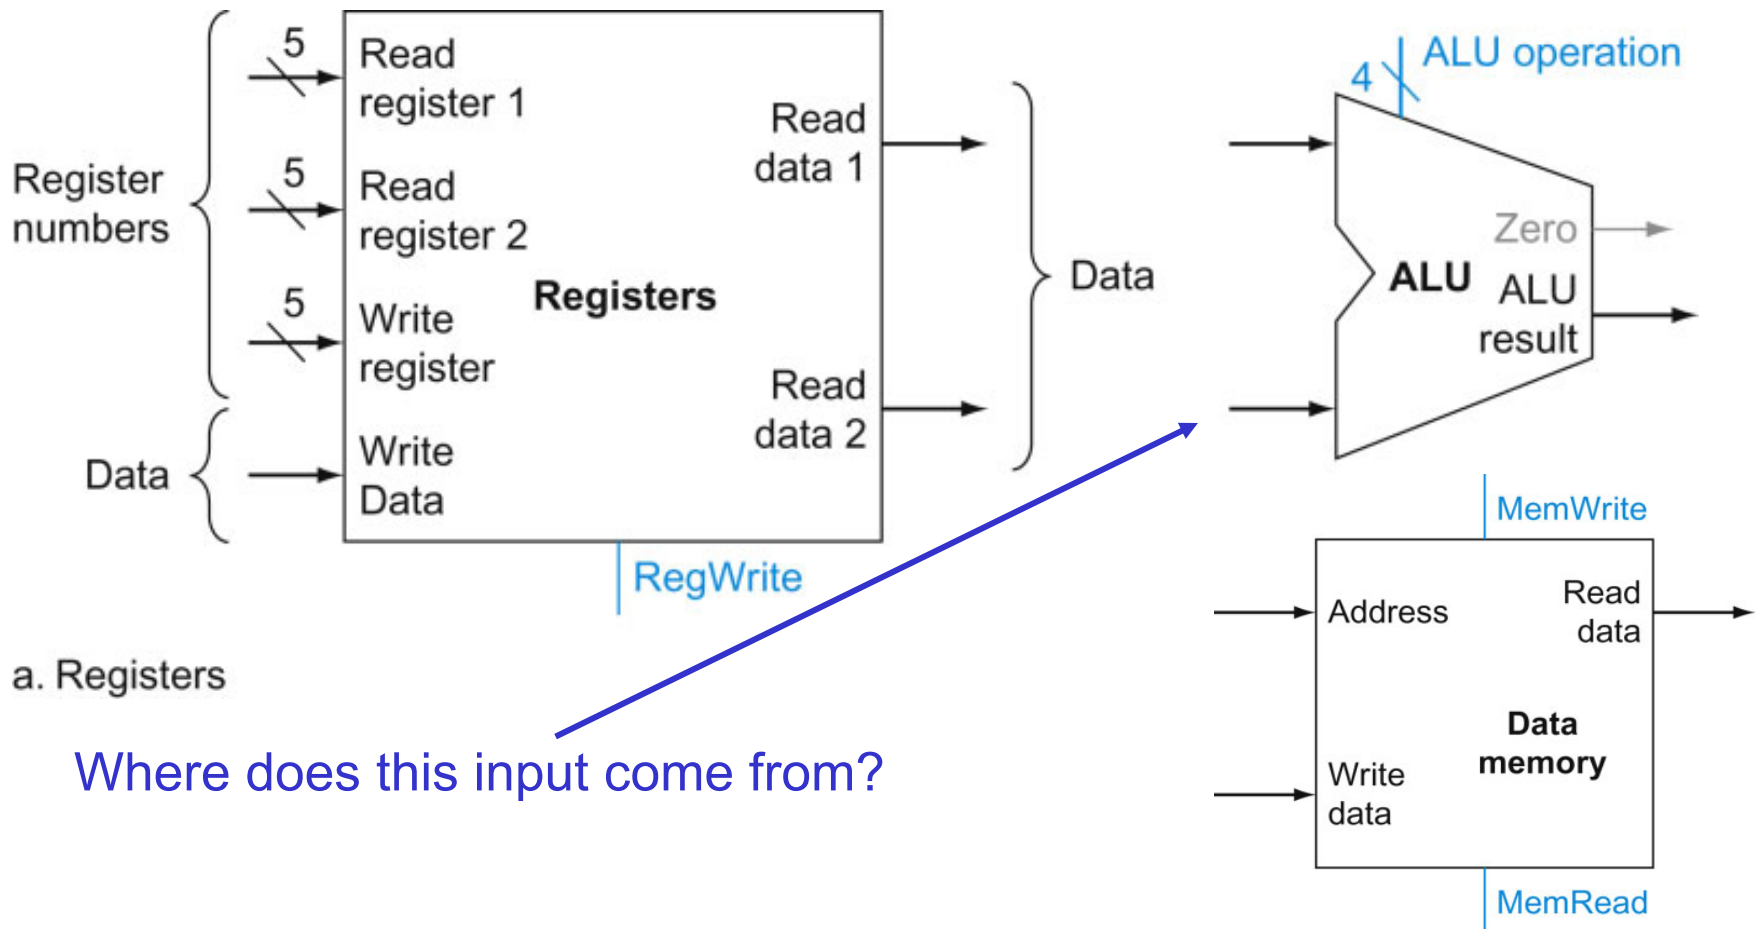 Register
numbers
Data
5
5
5
Read
register 1
Read
register 2
Write
register
Write
Data
Registers
Read
data 1
Read
data 2
RegWrite
Data
a. Registers
4
ALU operation
Zero
ALU
ALU
result
MemWrite
Address
Read
data
Data
memory
Write
data
MemRead
Where does this input come from?